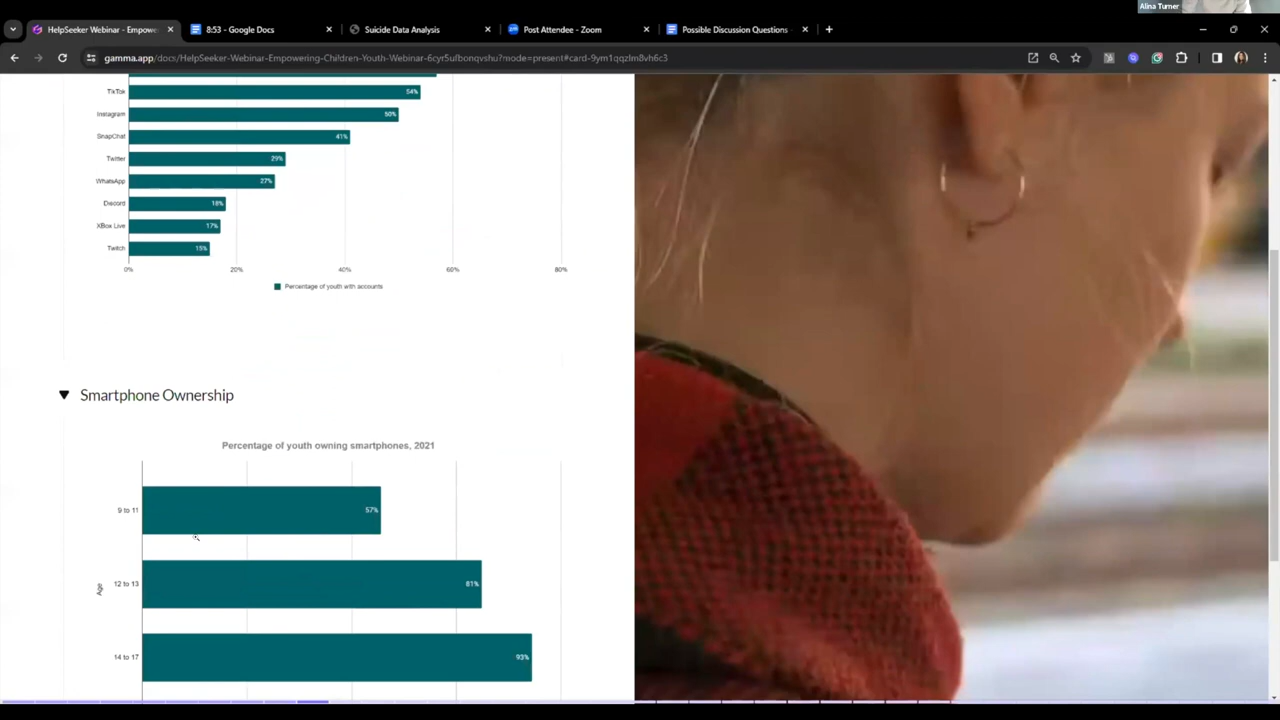 Alina Turner
HelpSeeker Webinar - Empowe
8:53 - Google Docs
Suicide Data Analysis
Post Attendee - Zoom
Possible Discussion Questions
gamma.app/docs/HelpSeeker-Webinar-Empowering-Children-Youth-Webinar-6cyr5ufbonqvshu?mode=present#card-9ym1qqzlm8vh6c3
TikTok 54%
Instagram 50%
SnapChat 41%
Twitter 29%
WhatsApp 27%
Discord 18%
XBox Live 17%
Twitch 15%
0% 20% 40% 60% 80%
Percentage of youth with accounts
Smartphone Ownership
Percentage of youth owning smartphones, 2021
9 to 11 57%
Age
12 to 13 81%
14 to 17 93%